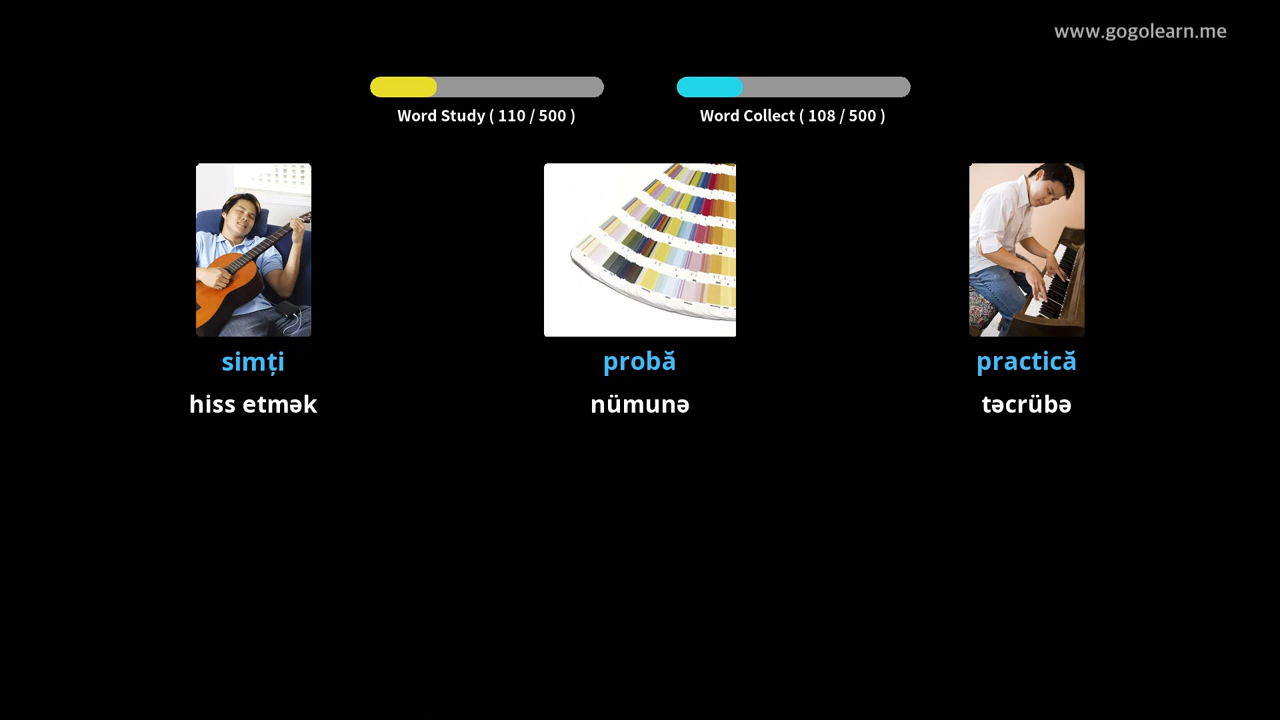 www.gogolearn.me
Word Study ( 110 / 500 )
Word Collect ( 108 / 500 )
simți
probă
practică
hiss etmək
nümunə
təcrübə